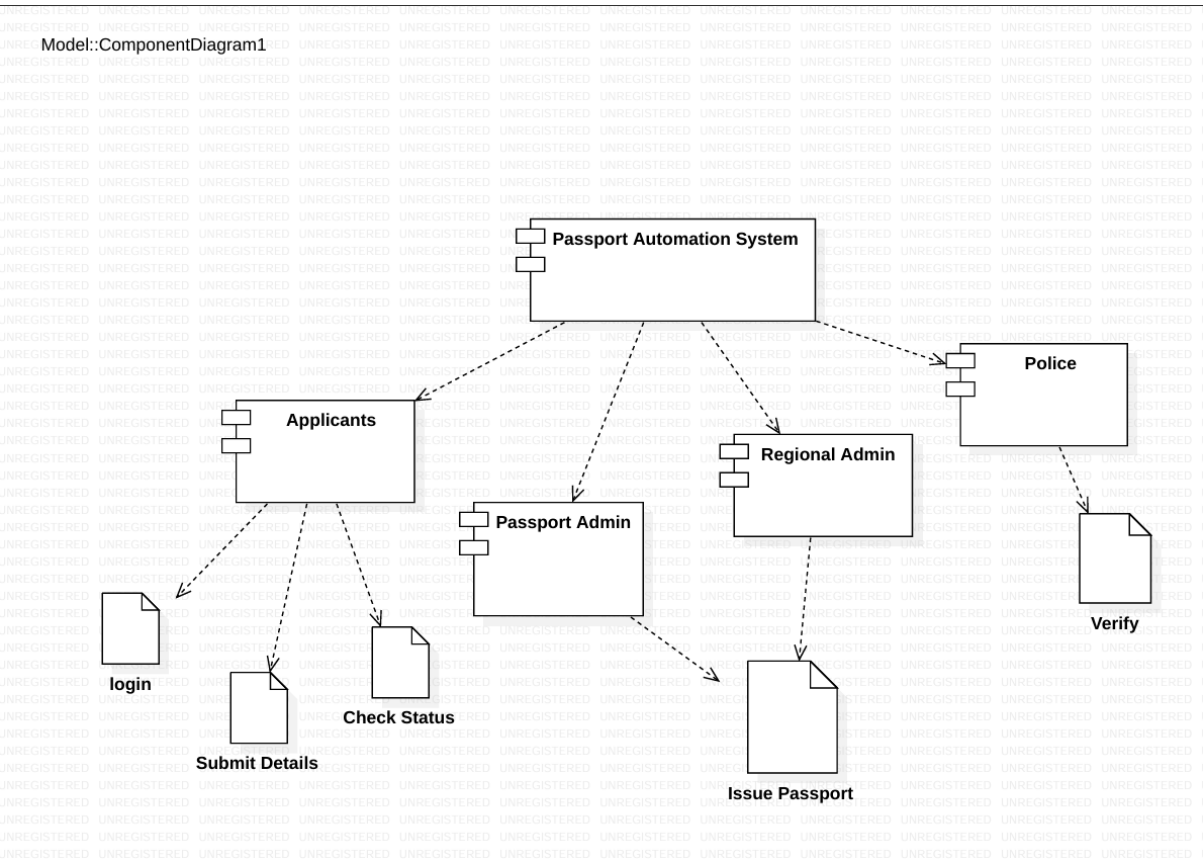 Model::ComponentDiagram1
Passport Automation System
Police
Applicants
Regional Admin
Passport Admin
Verify
login
Check Status
Submit Details
Issue Passport
UNREGISTERED